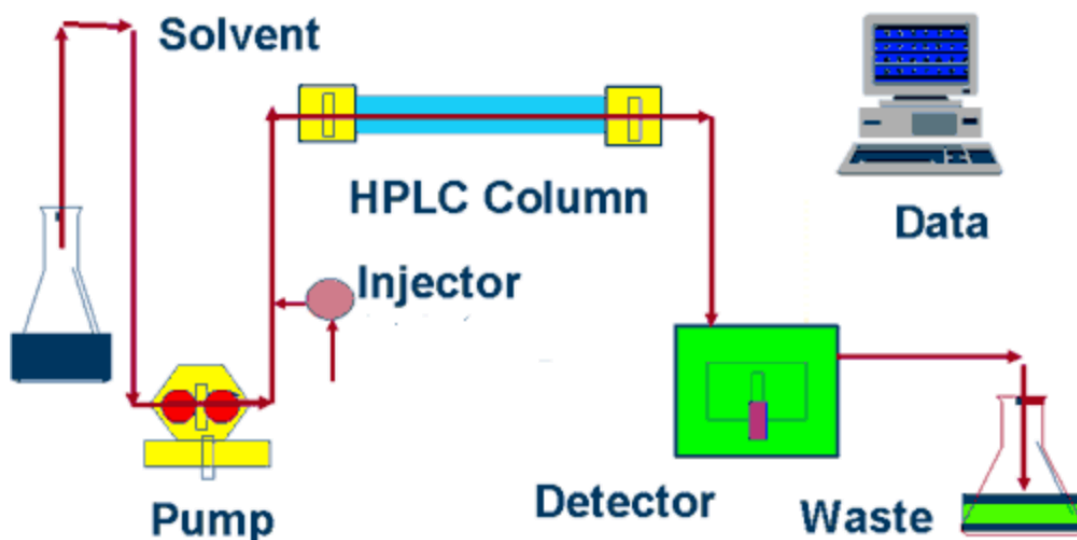 Solvent
HPLC Column
Data
Injector
Pump
Detector
Waste